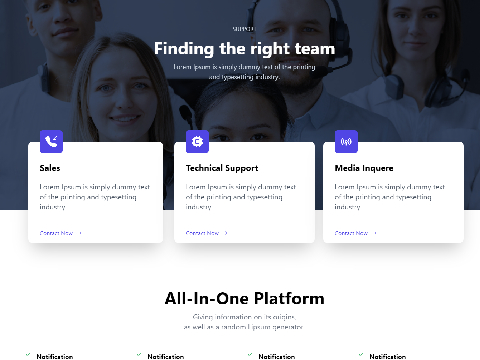 SUPPORT
Finding the right team
Lorem Ipsum is simply dummy text of the printing
and typesetting industry.
Sales
Lorem Ipsum is simply dummy text
of the printing and typesetting
industry
Contact Now →
Technical Support
Lorem Ipsum is simply dummy text
of the printing and typesetting
industry
Contact Now →
Media Inquere
Lorem Ipsum is simply dummy text
of the printing and typesetting
industry
Contact Now →
All-In-One Platform
Giving information on its origins,
as well as a random Lipsum generator
Notification
Notification
Notification
Notification